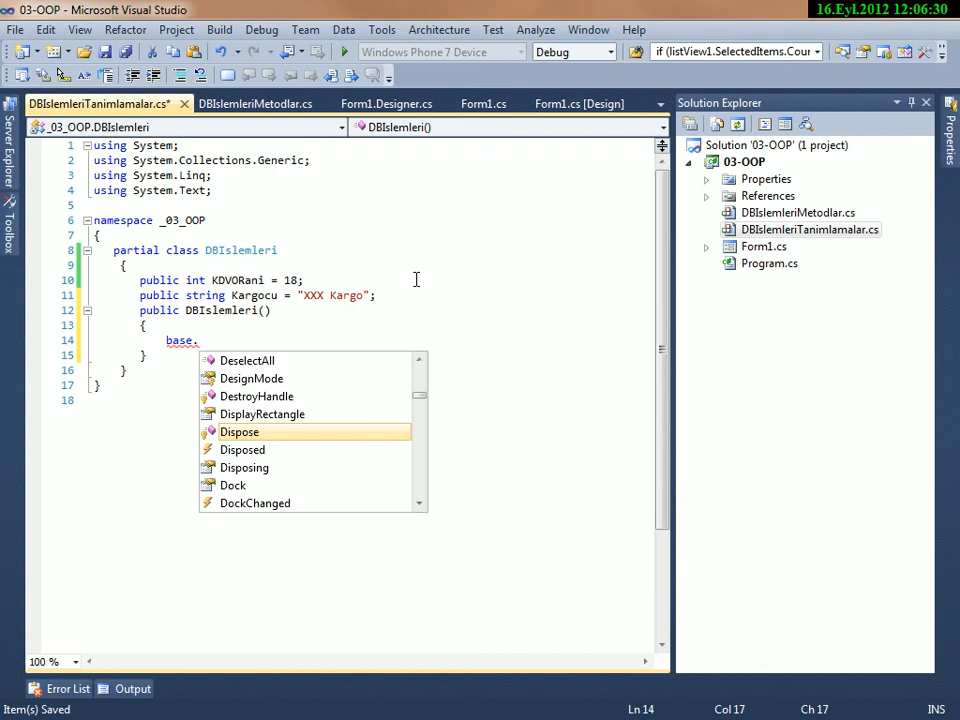 03-OOP - Microsoft Visual Studio
16.Eyl.2012 12:06:30
File Edit View Refactor Project Build Debug Team Data Tools Architecture Test Analyze Window Help
Windows Phone 7 Device Debug if (listView1.SelectedItems.Cour
DBIslemleriTanimlamalar.cs* DBIslemleriMetodlar.cs Form1.Designer.cs Form1.cs Form1.cs [Design]
_03_OOP.DBIslemleri DBIslemleri()
1 using System;
2 using System.Collections.Generic;
3 using System.Linq;
4 using System.Text;
5
6 namespace _03_OOP
7 {
8 partial class DBIslemleri
9 {
10 public int KDVORani = 18;
11 public string Kargocu = "XXX Kargo";
12 public DBIslemleri()
13 {
14 base.
15 }
16 }
17 }
18
DeselectAll
DesignMode
DestroyHandle
DisplayRectangle
Dispose
Disposed
Disposing
Dock
DockChanged
100 %
Server Explorer
Toolbox
Solution Explorer
Solution '03-OOP' (1 project)
03-OOP
Properties
References
DBIslemleriMetodlar.cs
DBIslemleriTanimlamalar.cs
Form1.cs
Program.cs
Properties
Error List Output
Item(s) Saved Ln 14 Col 17 Ch 17 INS